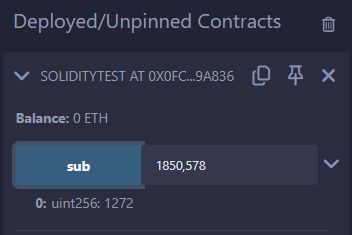 Deployed/Unpinned Contracts
SOLIDITYTEST AT 0X0FC...9A836
Balance: 0 ETH
sub 1850,578
0: uint256: 1272